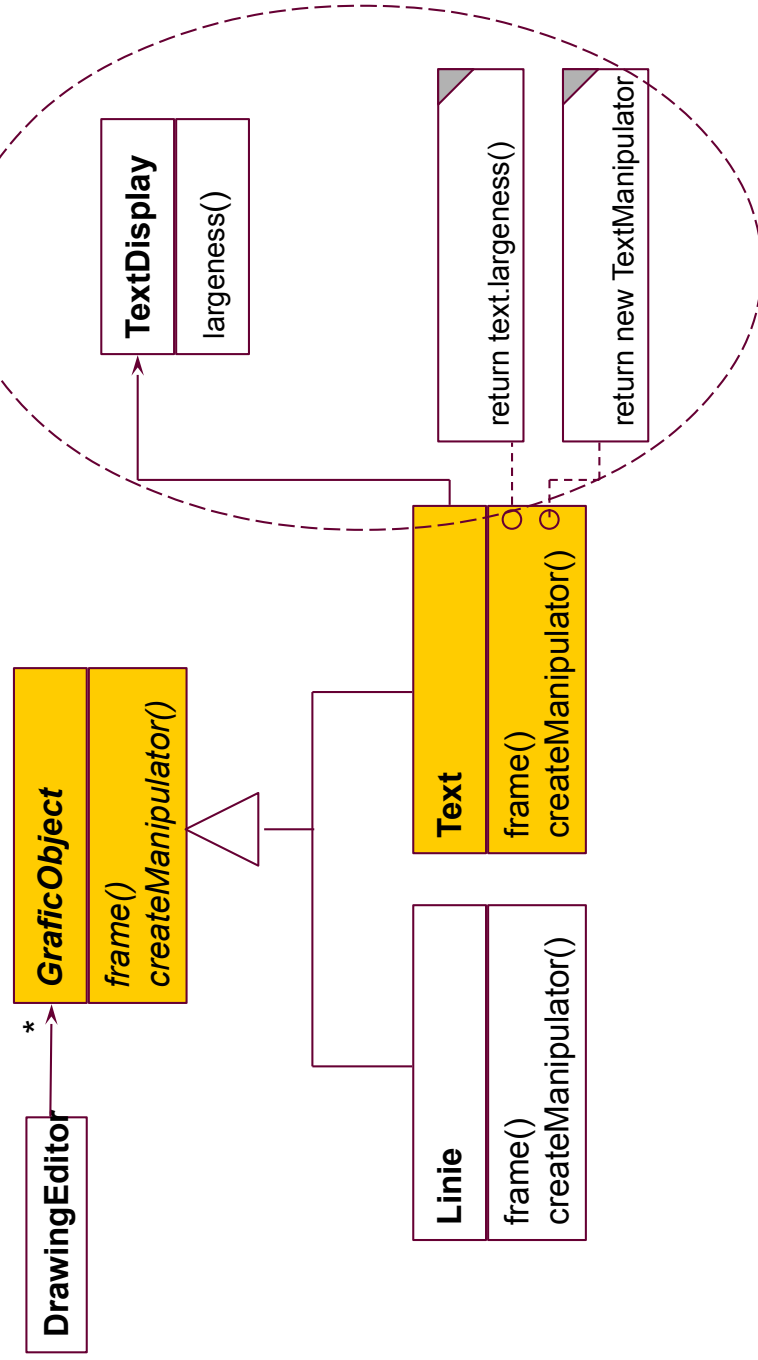 DrawingEditor
*
GraficObject
frame()
createManipulator()
TextDisplay
largeness()
Linie
frame()
createManipulator()
Text
frame()
createManipulator()
return text.largeness()
return new TextManipulator